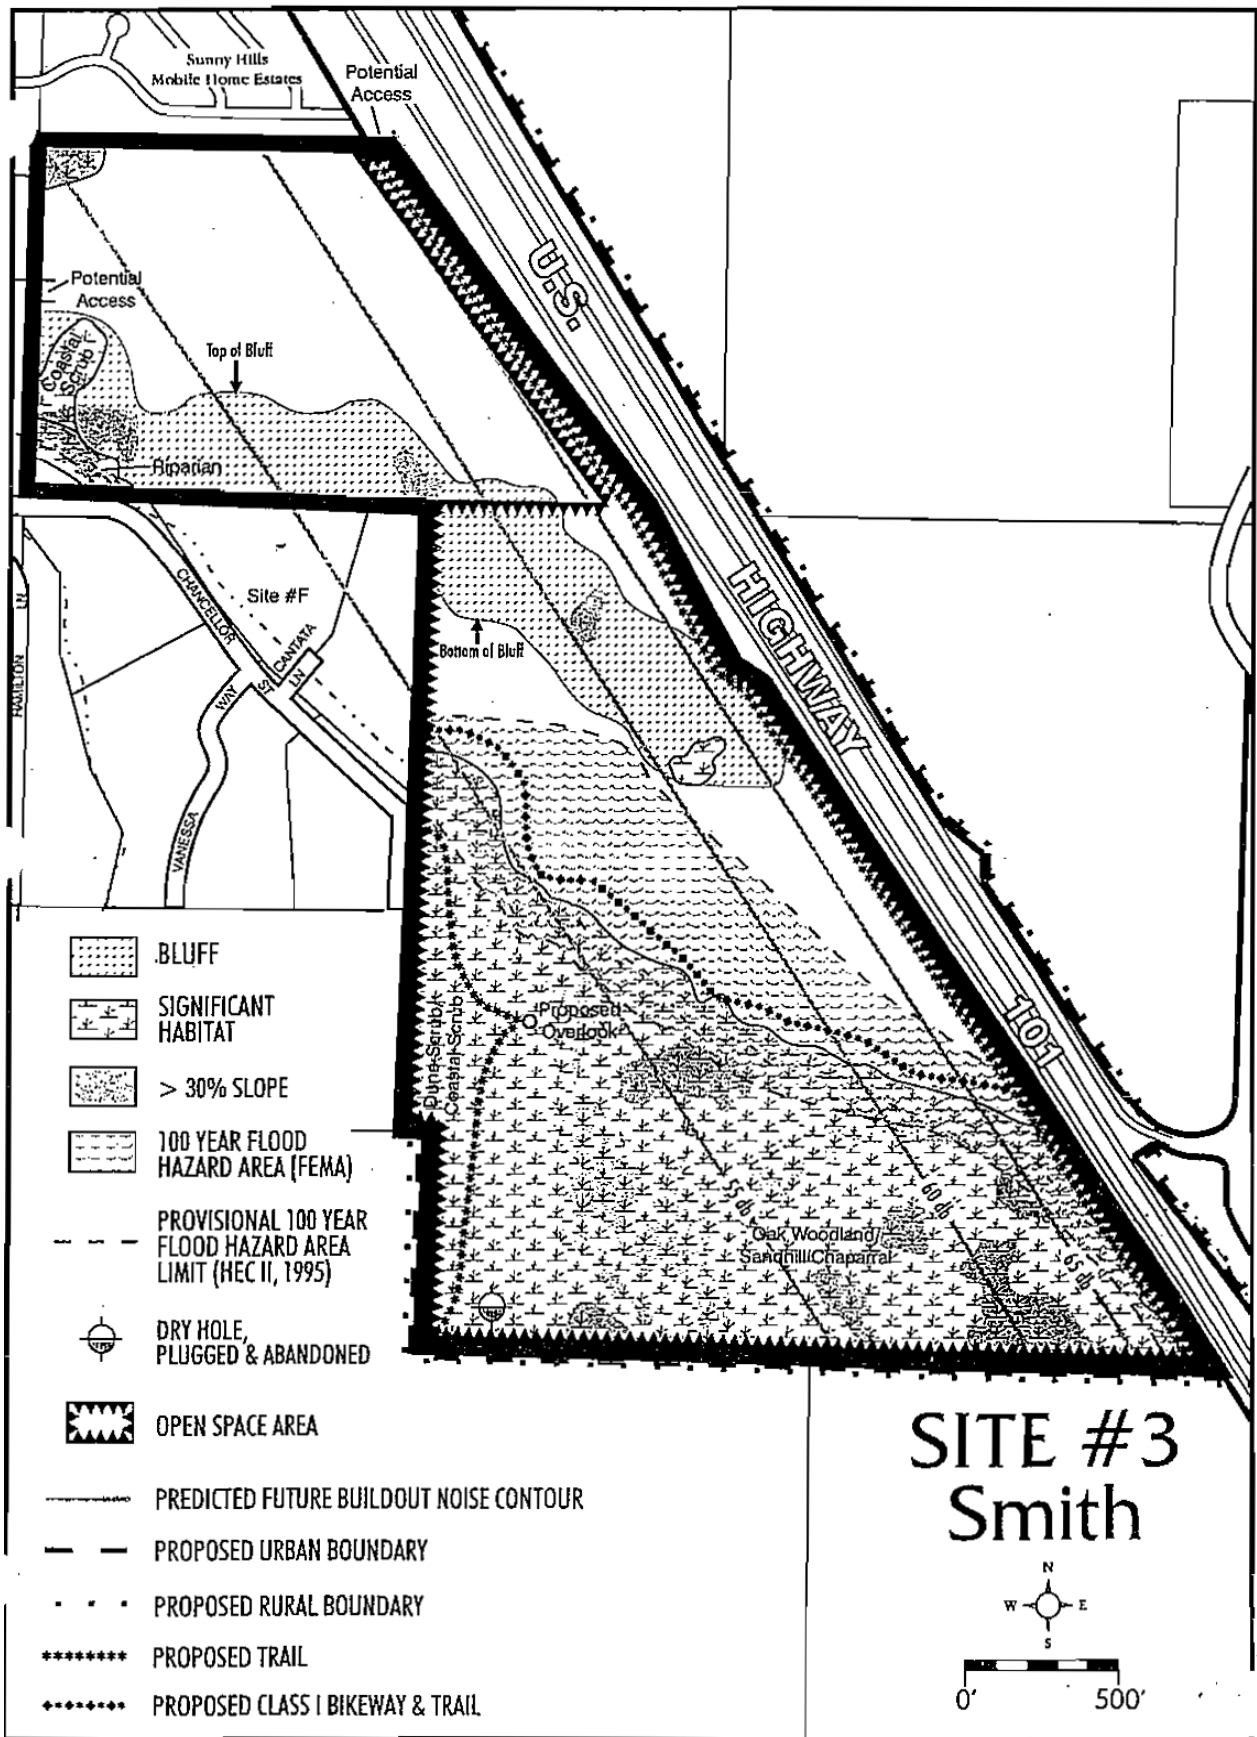 Sunny Hills
Mobile Home Estates
Potential
Access
U.S.
HIGHWAY
101
Potential
Access
Coastal
Scrub
Top of Bluff
Riparian
CHANCELLOR
ST
Site #F
CANTATA
LN
HAMILTON
LN
WAY
VANESSA
Bottom of Bluff
Dune Scrub/
Coastal Scrub
Proposed
Overlook
55 db
60 db
65 db
Oak Woodland/
Sandhill Chaparral
BLUFF
SIGNIFICANT
HABITAT
> 30% SLOPE
100 YEAR FLOOD
HAZARD AREA (FEMA)
PROVISIONAL 100 YEAR
FLOOD HAZARD AREA
LIMIT (HEC II, 1995)
DRY HOLE,
PLUGGED & ABANDONED
OPEN SPACE AREA
PREDICTED FUTURE BUILDOUT NOISE CONTOUR
PROPOSED URBAN BOUNDARY
PROPOSED RURAL BOUNDARY
PROPOSED TRAIL
PROPOSED CLASS I BIKEWAY & TRAIL
SITE #3
Smith
N
W E
S
0' 500'